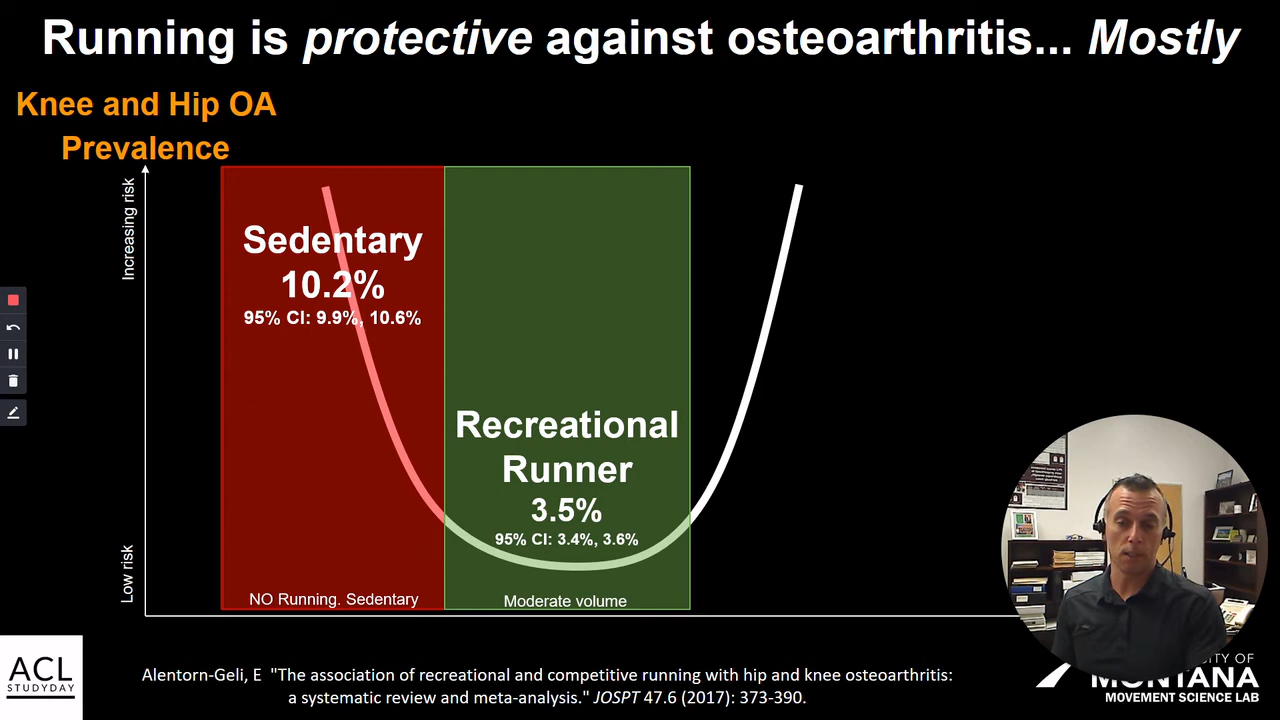 Running is protective against osteoarthritis... Mostly
Knee and Hip OA
Prevalence
Increasing risk
Low risk
Sedentary
10.2%
95% CI: 9.9%, 10.6%
NO Running. Sedentary
Recreational
Runner
3.5%
95% CI: 3.4%, 3.6%
Moderate volume
ACL
STUDYDAY
Alentorn-Geli, E "The association of recreational and competitive running with hip and knee osteoarthritis:
a systematic review and meta-analysis." JOSPT 47.6 (2017): 373-390.
OF
MONTANA
MOVEMENT SCIENCE LAB